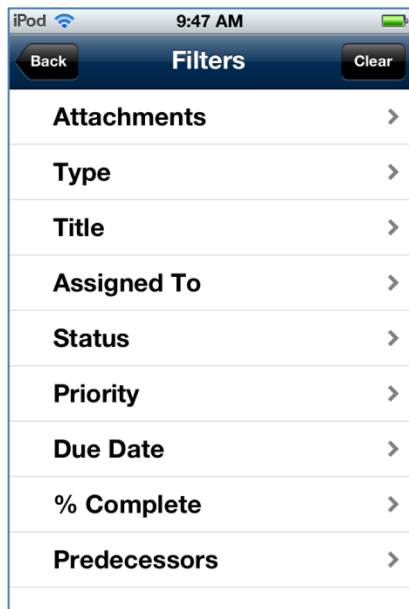 iPod 9:47 AM
Back Filters Clear
Attachments
Type
Title
Assigned To
Status
Priority
Due Date
% Complete
Predecessors